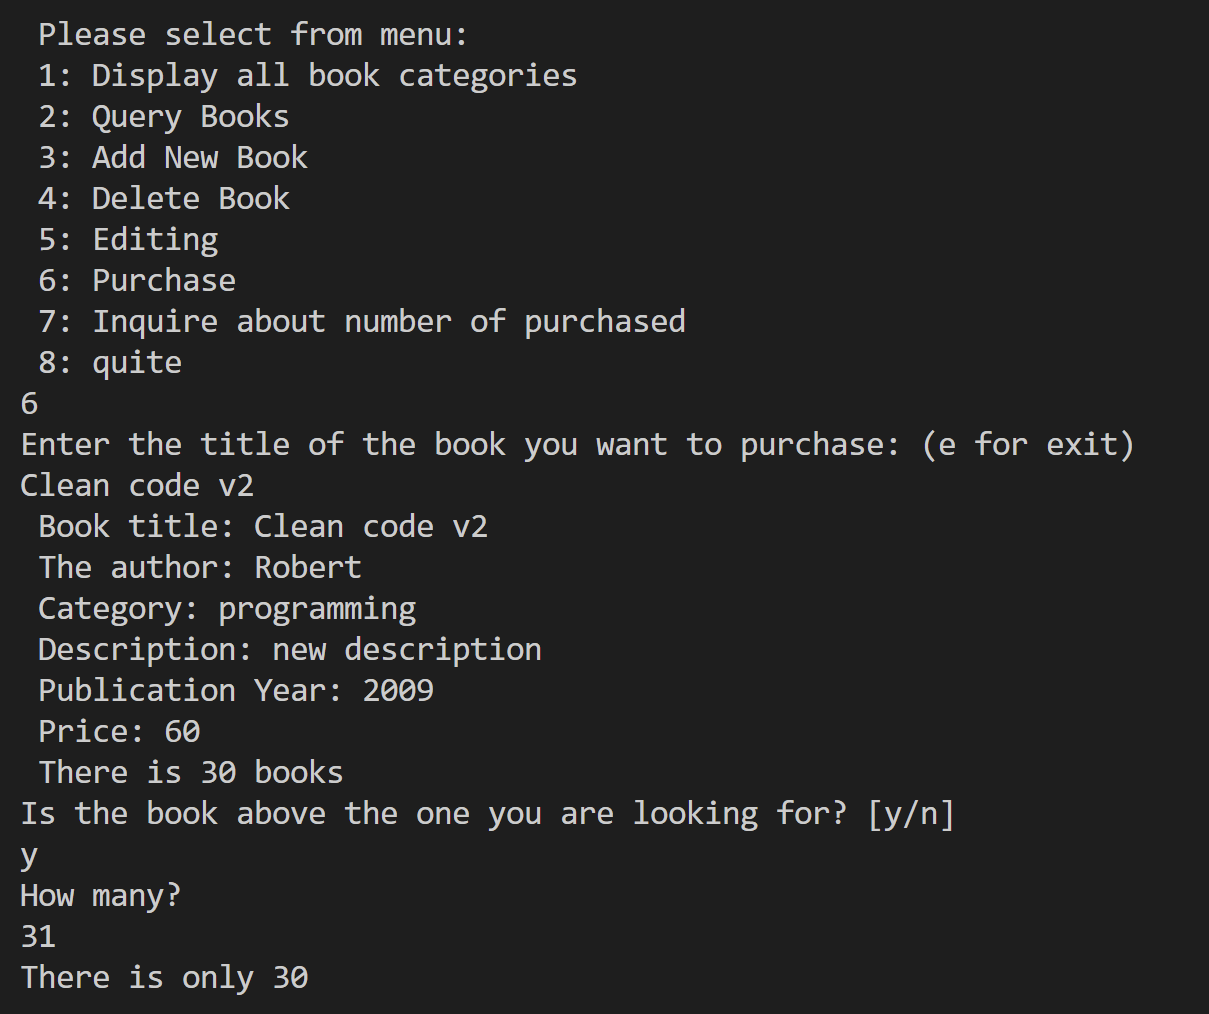 Please select from menu:
1: Display all book categories
2: Query Books
3: Add New Book
4: Delete Book
5: Editing
6: Purchase
7: Inquire about number of purchased
8: quite
6
Enter the title of the book you want to purchase: (e for exit)
Clean code v2
Book title: Clean code v2
The author: Robert
Category: programming
Description: new description
Publication Year: 2009
Price: 60
There is 30 books
Is the book above the one you are looking for? [y/n]
y
How many?
31
There is only 30